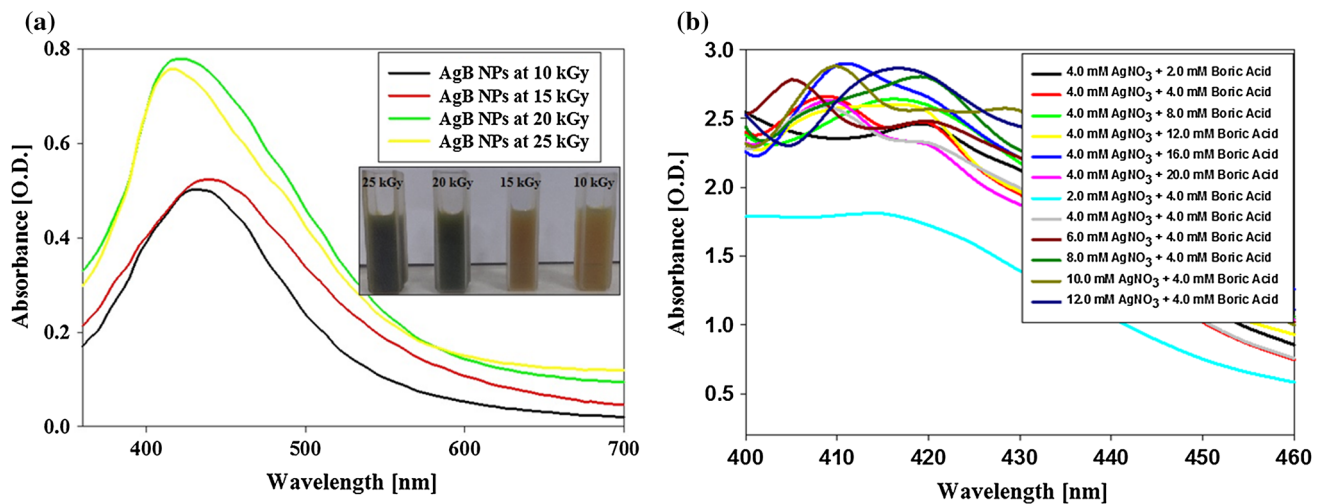 (a)
0.8
0.6
0.4
0.2
0.0
Absorbance [O.D.]
400
500
600
700
Wavelength [nm]
AgB NPs at 10 kGy
AgB NPs at 15 kGy
AgB NPs at 20 kGy
AgB NPs at 25 kGy
25 kGy 20 kGy 15 kGy 10 kGy
(b)
3.0
2.5
2.0
1.5
1.0
0.5
Absorbance [O.D.]
400
410
420
430
440
450
460
Wavelength [nm]
4.0 mM AgNO3 + 2.0 mM Boric Acid
4.0 mM AgNO3 + 4.0 mM Boric Acid
4.0 mM AgNO3 + 8.0 mM Boric Acid
4.0 mM AgNO3 + 12.0 mM Boric Acid
4.0 mM AgNO3 + 16.0 mM Boric Acid
4.0 mM AgNO3 + 20.0 mM Boric Acid
2.0 mM AgNO3 + 4.0 mM Boric Acid
4.0 mM AgNO3 + 4.0 mM Boric Acid
6.0 mM AgNO3 + 4.0 mM Boric Acid
8.0 mM AgNO3 + 4.0 mM Boric Acid
10.0 mM AgNO3 + 4.0 mM Boric Acid
12.0 mM AgNO3 + 4.0 mM Boric Acid